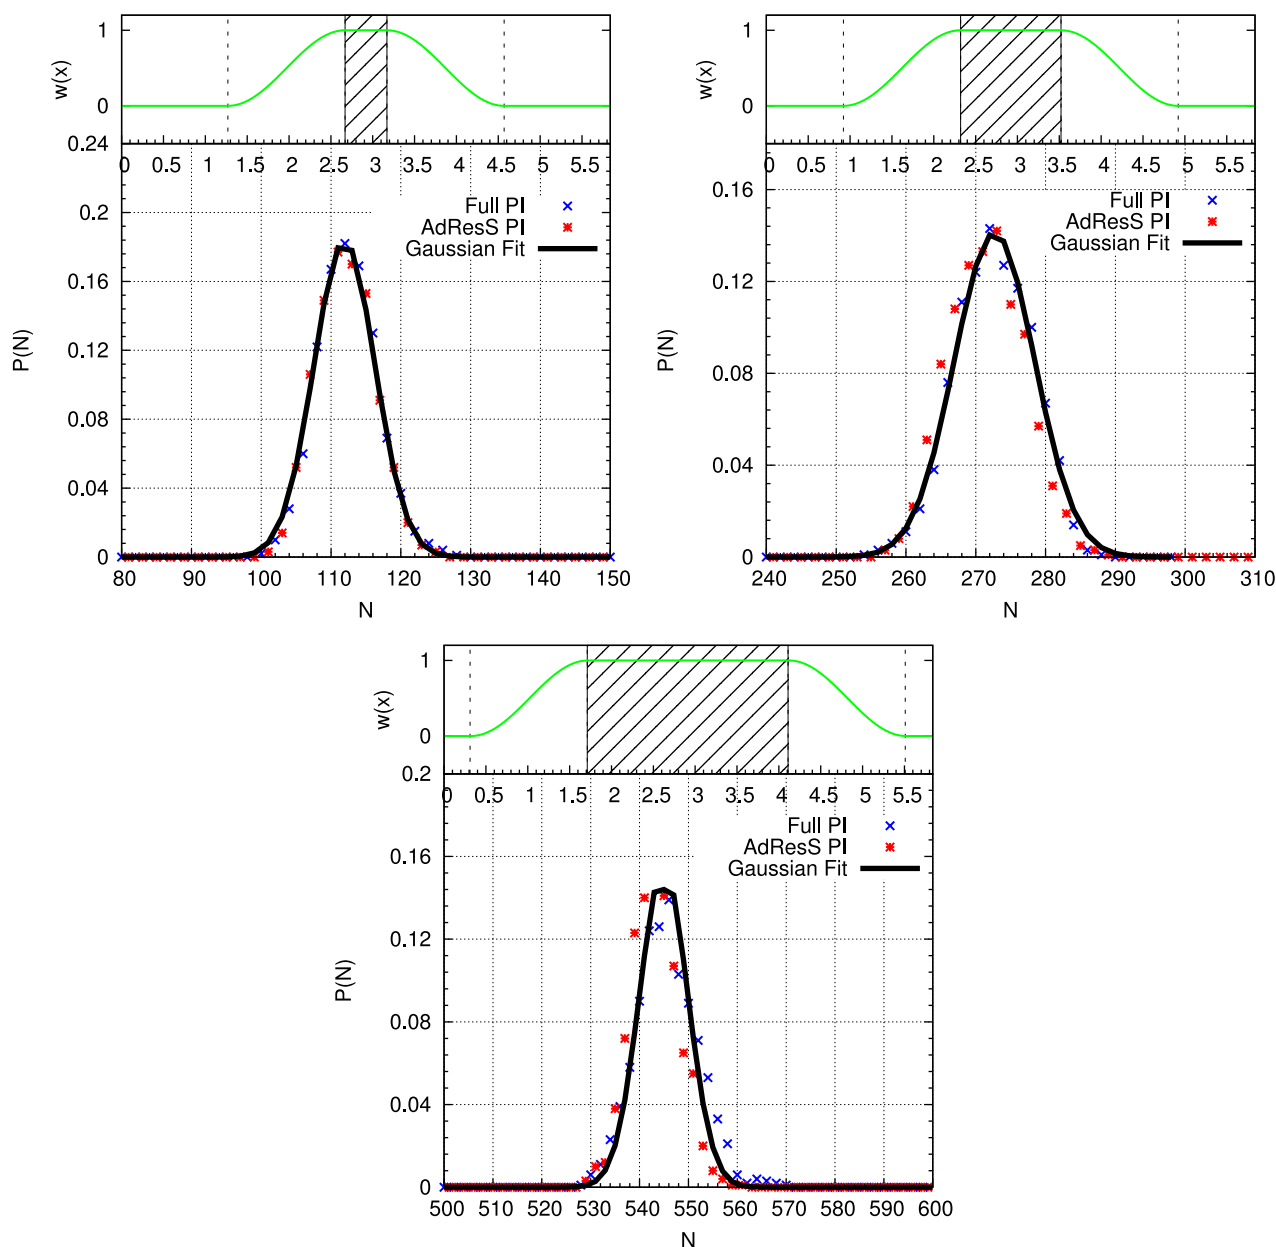 1
w(x)
0
0.24
0 0.5 1 1.5 2 2.5 3 3.5 4 4.5 5 5.5
Full PI
0.2
AdResS PI
Gaussian Fit
0.16
P(N)
0.12
0.08
0.04
0
80 90 100 110 120 130 140 150
N
1
w(x)
0
0 0.5 1 1.5 2 2.5 3 3.5 4 4.5 5 5.5
0.16
Full PI
AdResS PI
Gaussian Fit
0.12
P(N)
0.08
0.04
0
240 250 260 270 280 290 300 310
N
1
w(x)
0
0.2
0 0.5 1 1.5 2 2.5 3 3.5 4 4.5 5 5.5
Full PI
AdResS PI
0.16
Gaussian Fit
0.12
P(N)
0.08
0.04
0
500 510 520 530 540 550 560 570 580 590 600
N